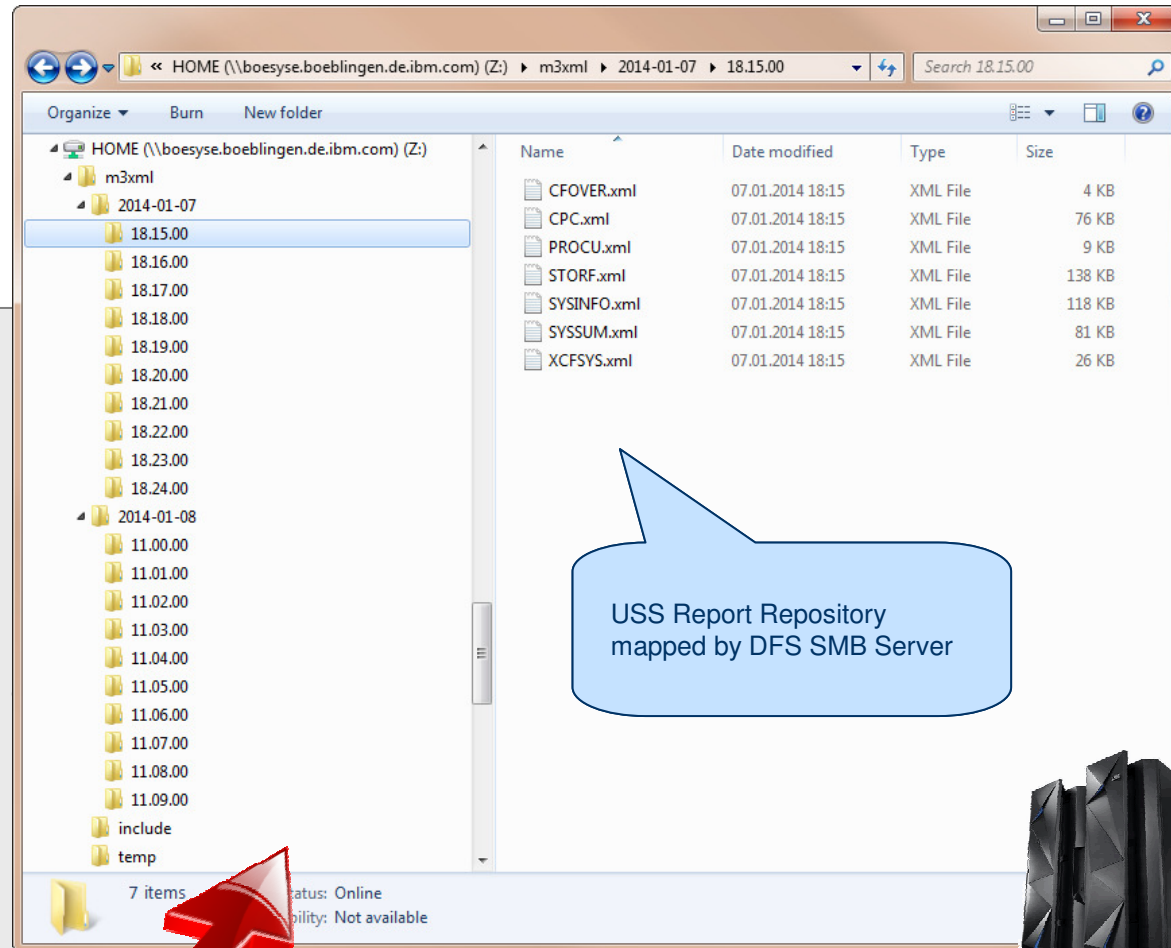 « HOME (\\boesyse.boeblingen.de.ibm.com) (Z:) ▸ m3xml ▸ 2014-01-07 ▸ 18.15.00
Search 18.15.00
Organize ▾ Burn New folder
HOME (\\boesyse.boeblingen.de.ibm.com) (Z:)
m3xml
2014-01-07
18.15.00
18.16.00
18.17.00
18.18.00
18.19.00
18.20.00
18.21.00
18.22.00
18.23.00
18.24.00
2014-01-08
11.00.00
11.01.00
11.02.00
11.03.00
11.04.00
11.05.00
11.06.00
11.07.00
11.08.00
11.09.00
include
temp
Name Date modified Type Size
CFOVER.xml 07.01.2014 18:15 XML File 4 KB
CPC.xml 07.01.2014 18:15 XML File 76 KB
PROCU.xml 07.01.2014 18:15 XML File 9 KB
STORF.xml 07.01.2014 18:15 XML File 138 KB
SYSINFO.xml 07.01.2014 18:15 XML File 118 KB
SYSSUM.xml 07.01.2014 18:15 XML File 81 KB
XCFSYS.xml 07.01.2014 18:15 XML File 26 KB
USS Report Repository
mapped by DFS SMB Server
7 items Online
Not available